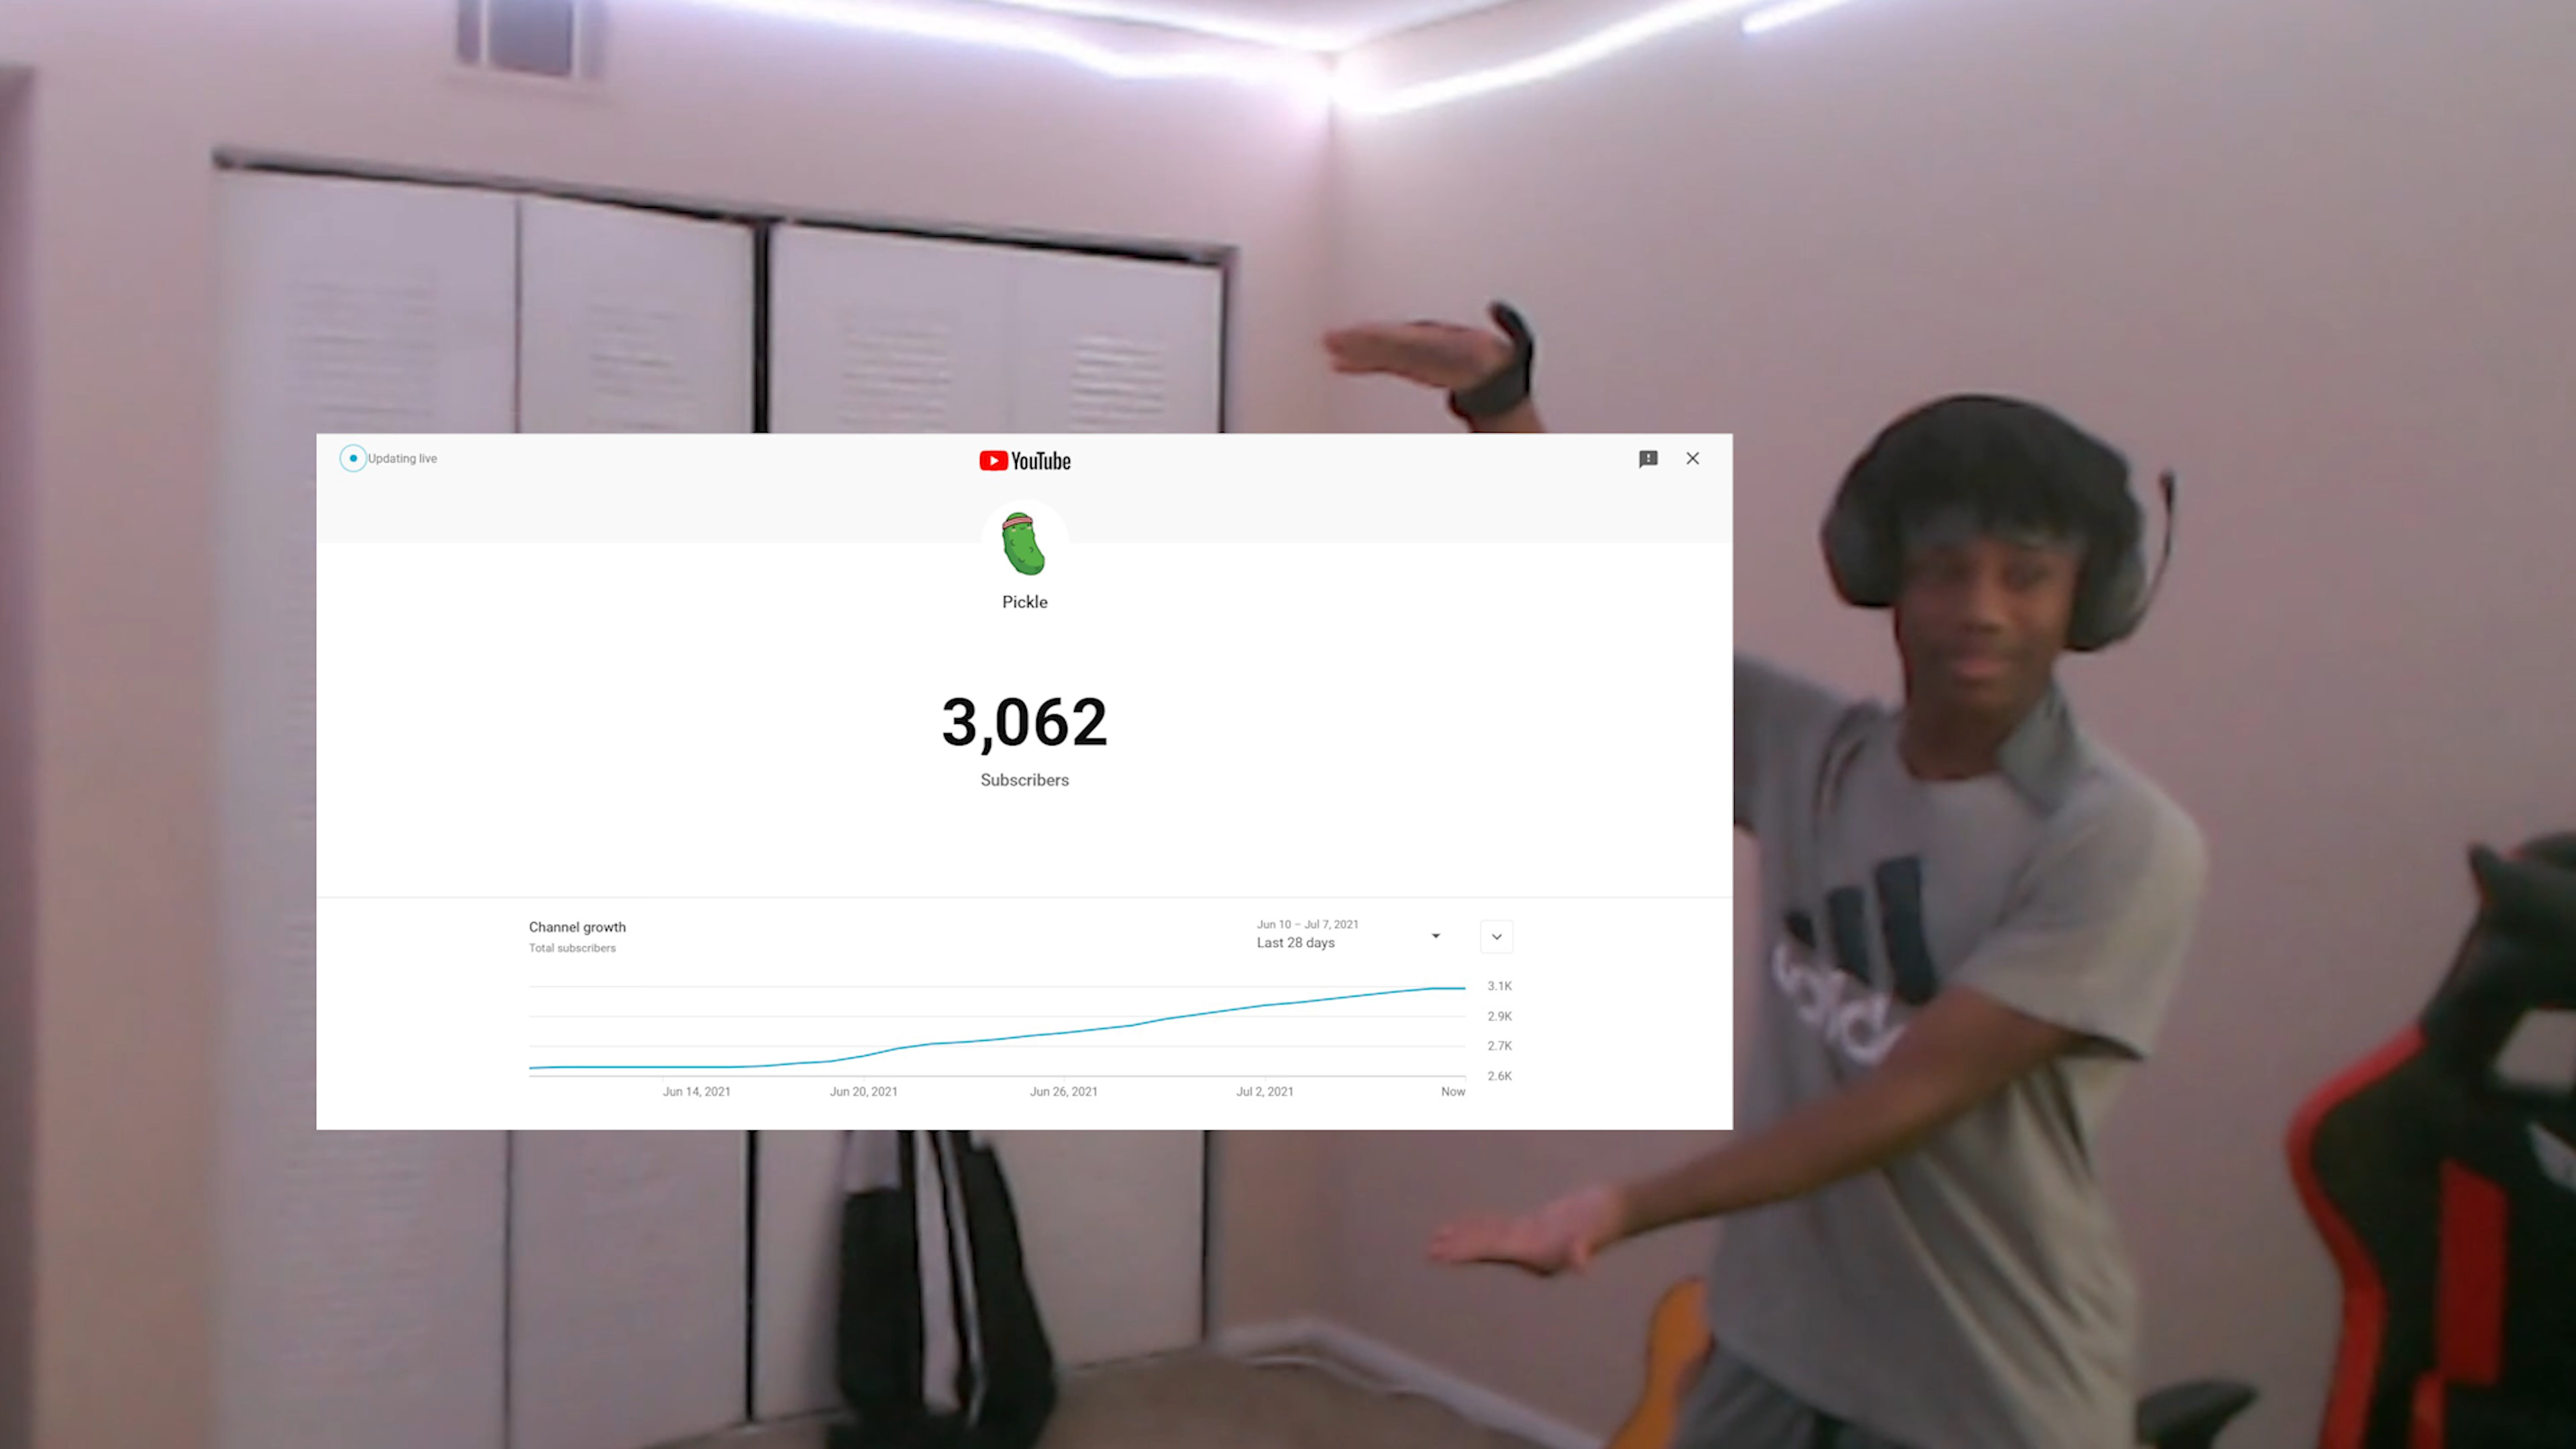 Updating live
YouTube
Pickle
3,062
Subscribers
Channel growth
Total subscribers
Jun 10 – Jul 7, 2021
Last 28 days
3.1K
2.9K
2.7K
2.6K
Jun 14, 2021
Jun 20, 2021
Jun 26, 2021
Jul 2, 2021
Now
adidas